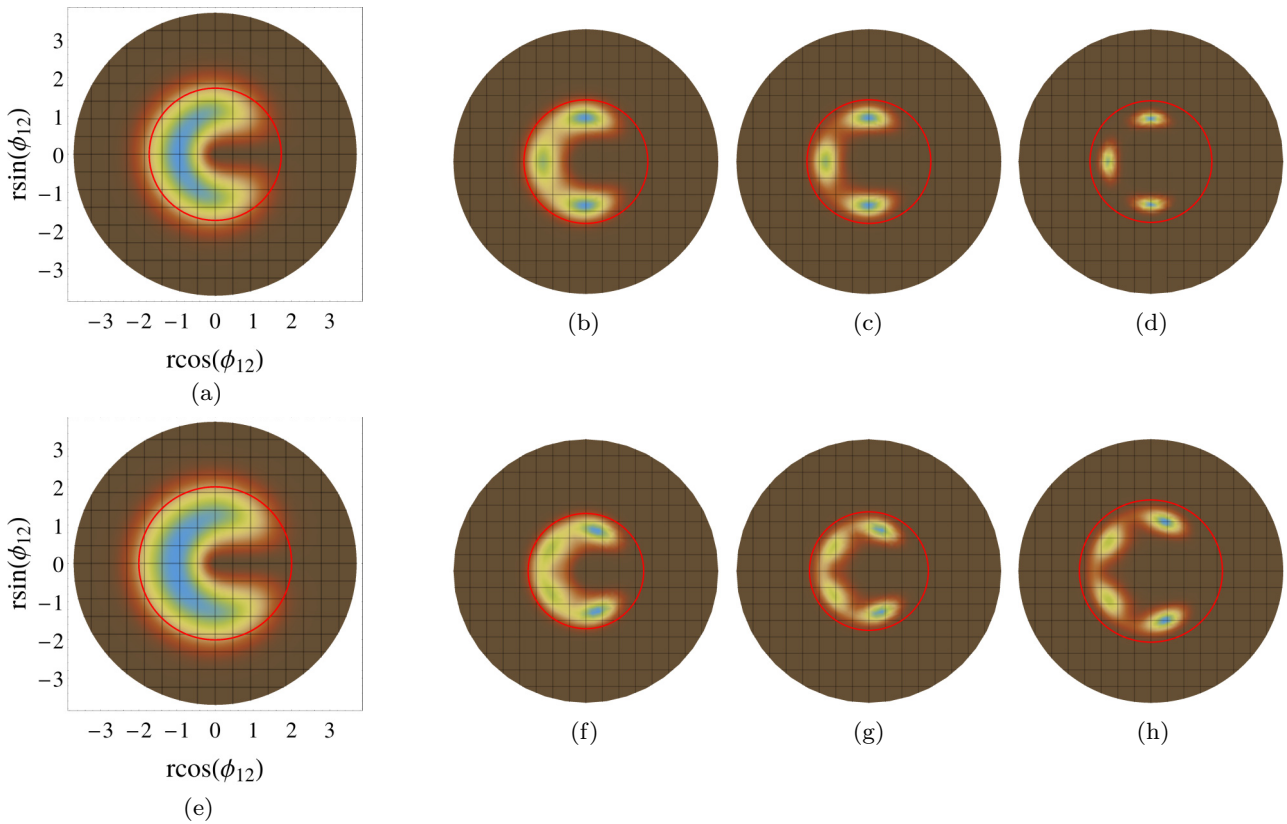 3
2
1
0
−1
−2
−3
rsin(ϕ12)
−3 −2 −1 0 1 2 3
rcos(ϕ12)
(a)
(b)
(c)
(d)
3
2
1
0
−1
−2
−3
rsin(ϕ12)
−3 −2 −1 0 1 2 3
rcos(ϕ12)
(e)
(f)
(g)
(h)